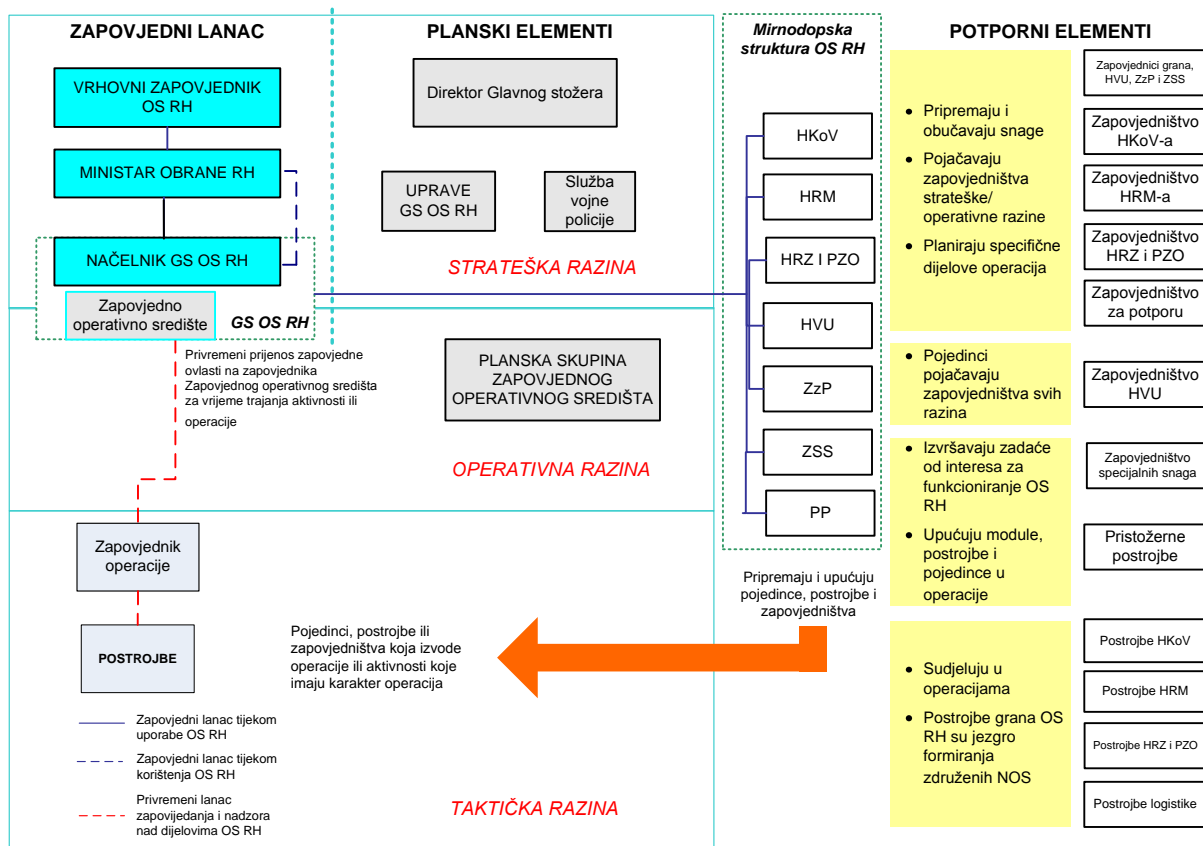 ZAPOVJEDNI LANAC
VRHOVNI ZAPOVJEDNIK
OS RH
MINISTAR OBRANE RH
NAČELNIK GS OS RH
Zapovjedno
operativno središte
GS OS RH
Privremeni prijenos zapovjedne
ovlasti na zapovjednika
Zapovjednog operativnog središta
za vrijeme trajanja aktivnosti ili
operacije
Zapovjednik
operacije
POSTROJBE
Zapovjedni lanac tijekom
uporabe OS RH
Zapovjedni lanac tijekom
korištenja OS RH
Privremeni lanac
zapovijedanja i nadzora
nad dijelovima OS RH
PLANSKI ELEMENTI
Direktor Glavnog stožera
UPRAVE
GS OS RH
Služba
vojne
policije
STRATEŠKA RAZINA
PLANSKA SKUPINA
ZAPOVJEDNOG
OPERATIVNOG SREDIŠTA
OPERATIVNA RAZINA
Pojedinci, postrojbe ili
zapovjedništva koja izvode
operacije ili aktivnosti koje
imaju karakter operacija
TAKTIČKA RAZINA
Mirnodopska
struktura OS RH
HKoV
HRM
HRZ I PZO
HVU
ZzP
ZSS
PP
Pripremaju i upućuju
pojedince, postrojbe i
zapovjedništva
POTPORNI ELEMENTI
• Pripremaju i
obučavaju snage
• Pojačavaju
zapovjedništva
strateške/
operativne razine
• Planiraju specifične
dijelove operacija
Zapovjednici grana,
HVU, ZzP i ZSS
Zapovjedništvo
HKoV-a
Zapovjedništvo
HRM-a
Zapovjedništvo
HRZ i PZO
Zapovjedništvo
za potporu
• Pojedinci
pojačavaju
zapovjedništva svih
razina
Zapovjedništvo
HVU
• Izvršavaju zadaće
od interesa za
funkcioniranje OS
RH
• Upućuju module,
postrojbe i
pojedince u
operacije
Zapovjedništvo
specijalnih snaga
Pristožerne
postrojbe
• Sudjeluju u
operacijama
• Postrojbe grana OS
RH su jezgro
formiranja
združenih NOS
Postrojbe HKoV
Postrojbe HRM
Postrojbe HRZ i PZO
Postrojbe logistike